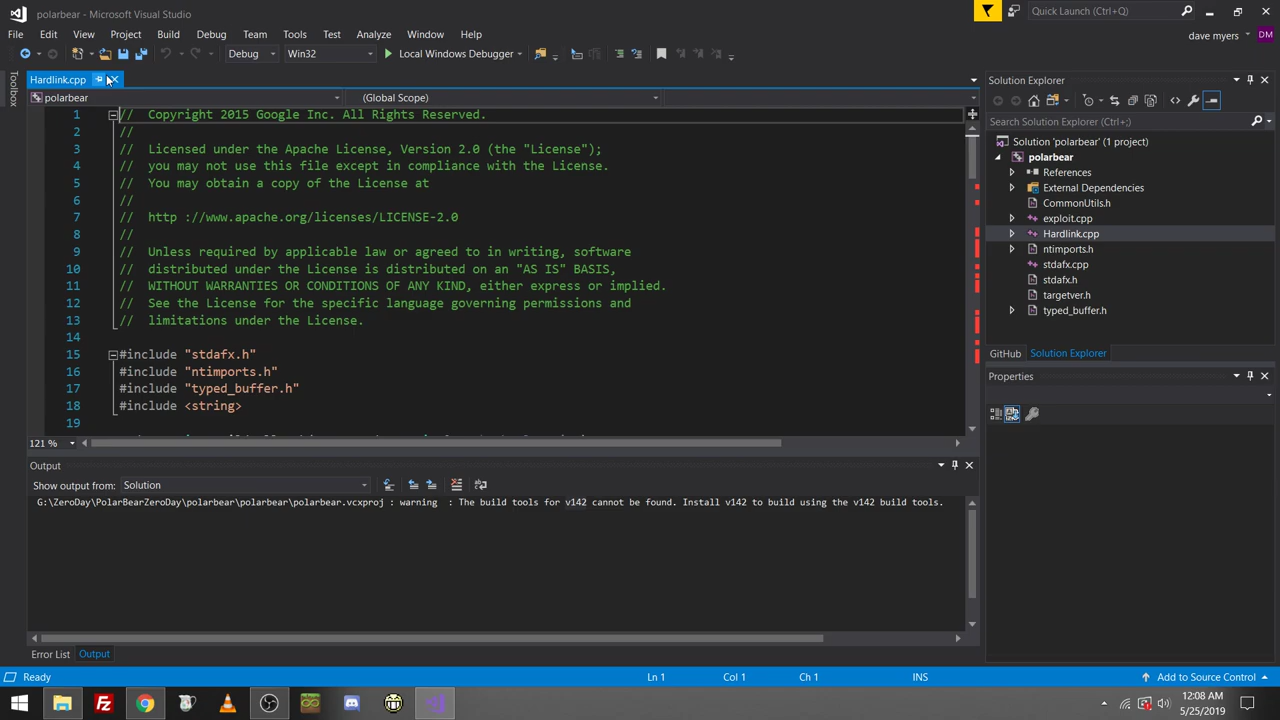 polarbear - Microsoft Visual Studio
Quick Launch (Ctrl+;)
File Edit View Project Build Debug Team Tools Test Analyze Window Help
dave myers DM
Debug Win32 Local Windows Debugger
Toolbox
Hardlink.cpp
polarbear (Global Scope)
1 // Copyright 2015 Google Inc. All Rights Reserved.
2 //
3 // Licensed under the Apache License, Version 2.0 (the "License");
4 // you may not use this file except in compliance with the License.
5 // You may obtain a copy of the License at
6 //
7 // http ://www.apache.org/licenses/LICENSE-2.0
8 //
9 // Unless required by applicable law or agreed to in writing, software
10 // distributed under the License is distributed on an "AS IS" BASIS,
11 // WITHOUT WARRANTIES OR CONDITIONS OF ANY KIND, either express or implied.
12 // See the License for the specific language governing permissions and
13 // limitations under the License.
14
15 #include "stdafx.h"
16 #include "ntimports.h"
17 #include "typed_buffer.h"
18 #include <string>
19
121 %
Output
Show output from: Solution
G:\ZeroDay\PolarBearZeroDay\polarbear\polarbear\polarbear.vcxproj : warning : The build tools for v142 cannot be found. Install v142 to build using the v142 build tools.
Error List Output
Solution Explorer
Search Solution Explorer (Ctrl+;)
Solution 'polarbear' (1 project)
polarbear
References
External Dependencies
CommonUtils.h
exploit.cpp
Hardlink.cpp
ntimports.h
stdafx.cpp
stdafx.h
targetver.h
typed_buffer.h
GitHub Solution Explorer
Properties
Ready Ln 1 Col 1 Ch 1 INS Add to Source Control
12:08 AM
5/25/2019